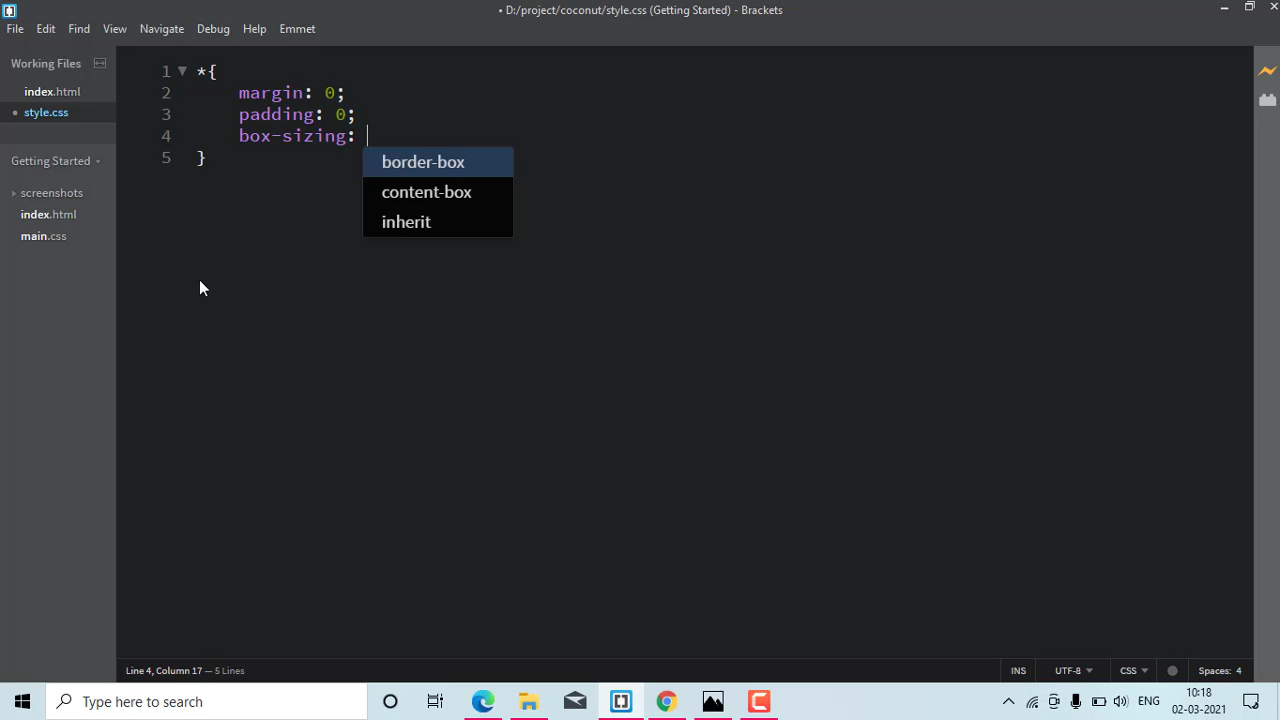 • D:/project/coconut/style.css (Getting Started) - Brackets
File Edit Find View Navigate Debug Help Emmet
Working Files
index.html
• style.css
Getting Started
screenshots
index.html
main.css
1 *{
2 margin: 0;
3 padding: 0;
4 box-sizing:
5 }
border-box
content-box
inherit
Line 4, Column 17 — 5 Lines
INS UTF-8 CSS Spaces: 4
Type here to search
ENG
10:18
02-03-2021